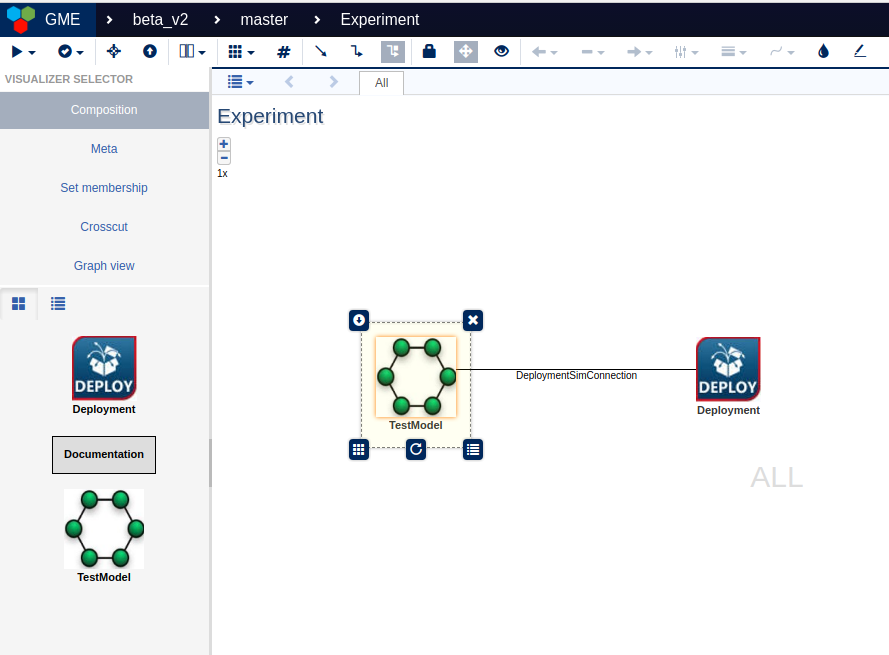 GME beta_v2 master Experiment
VISUALIZER SELECTOR
Composition
Meta
Set membership
Crosscut
Graph view
DEPLOY
Deployment
Documentation
TestModel
All
Experiment
1x
TestModel
DeploymentSimConnection
DEPLOY
Deployment
ALL